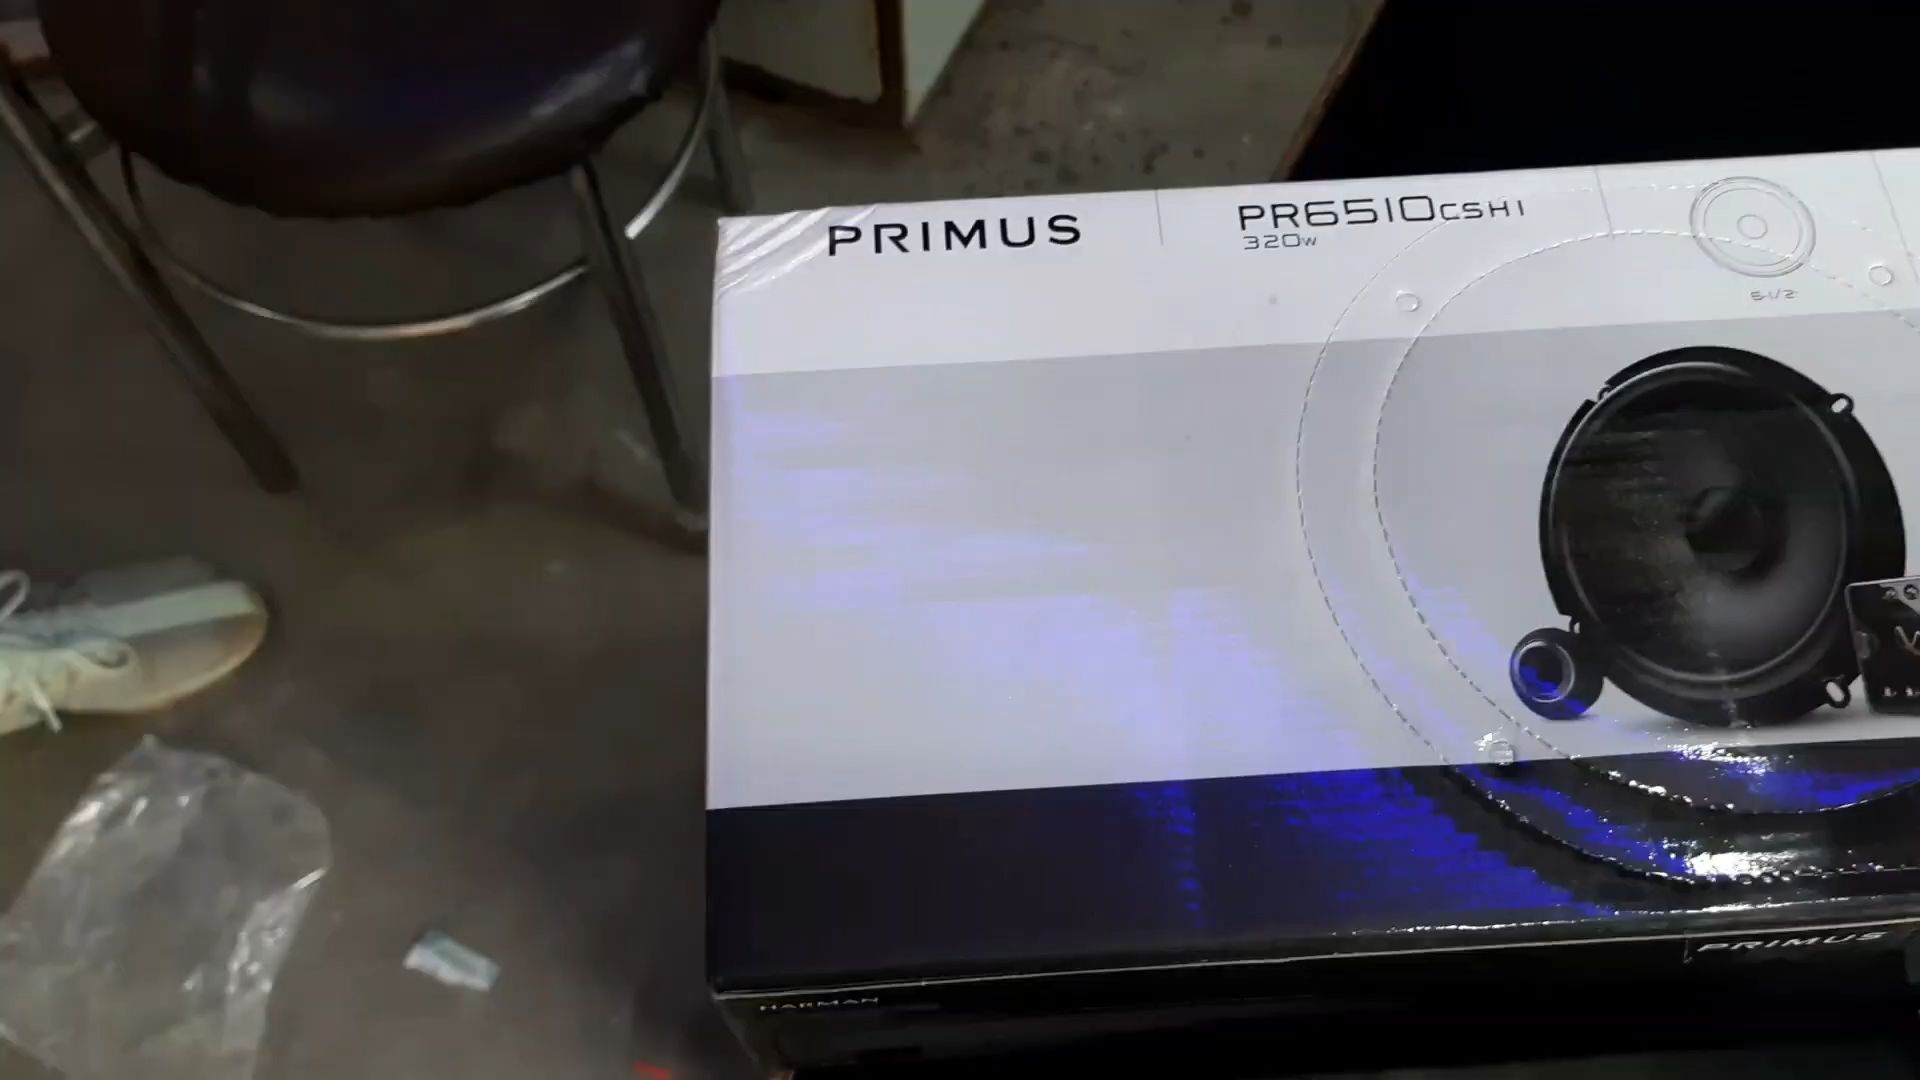 PRIMUS
PR6510CSHI
320W
6-1/2"
PRIMUS
HARMAN